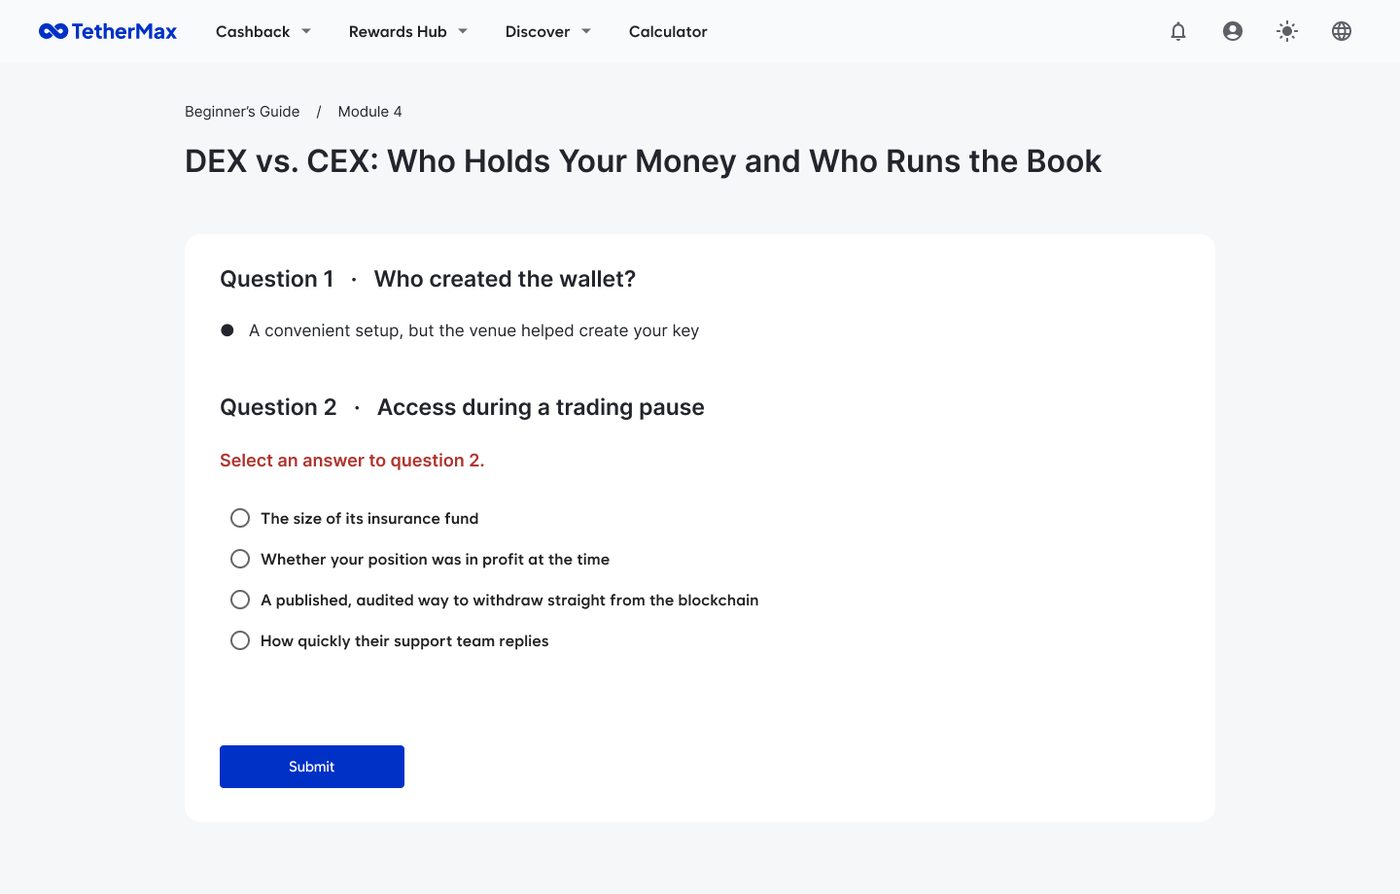 TetherMax Cashback Rewards Hub Discover Calculator
Beginner’s Guide / Module 4
DEX vs. CEX: Who Holds Your Money and Who Runs the Book
Question 1 · Who created the wallet?
A convenient setup, but the venue helped create your key
Question 2 · Access during a trading pause
Select an answer to question 2.
The size of its insurance fund
Whether your position was in profit at the time
A published, audited way to withdraw straight from the blockchain
How quickly their support team replies
Submit